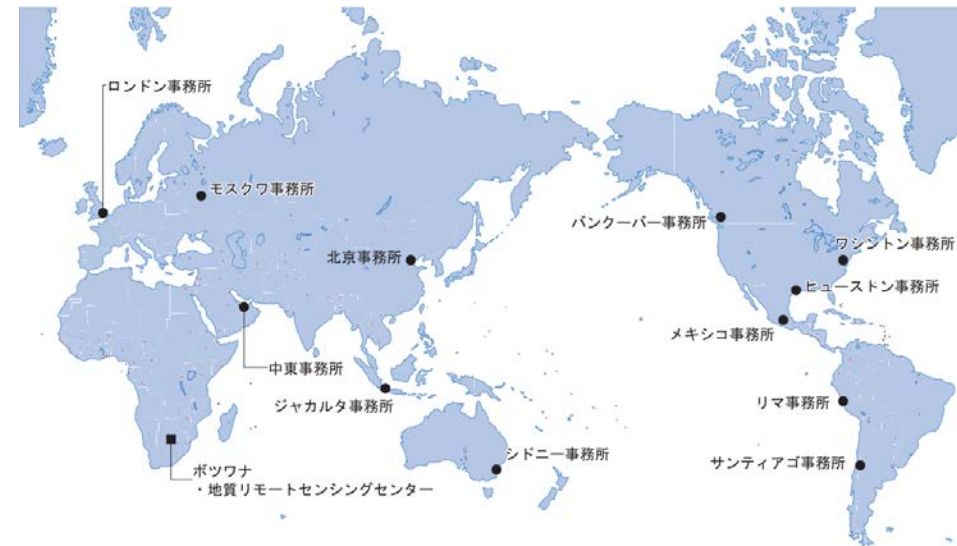 ロンドン事務所
モスクワ事務所
バンクーバー事務所
ワシントン事務所
北京事務所
ヒューストン事務所
メキシコ事務所
中東事務所
ジャカルタ事務所
リマ事務所
シドニー事務所
サンティアゴ事務所
ボツワナ
・地質リモートセンシングセンター